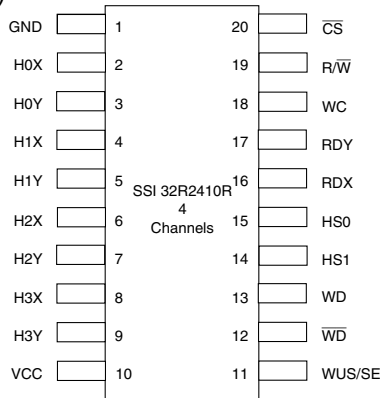 )
GND 1 20 C̅S̅
H0X 2 19 R/W̅
H0Y 3 18 WC
H1X 4 17 RDY
H1Y 5 16 RDX
SSI 32R2410R
4
Channels
H2X 6 15 HS0
H2Y 7 14 HS1
H3X 8 13 WD
H3Y 9 12 W̅D̅
VCC 10 11 WUS/SE